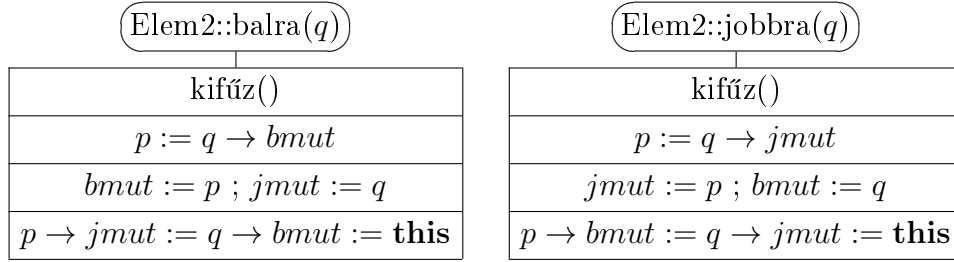 Elem2::balra(q)
kifűz()
p := q → bmut
bmut := p ; jmut := q
p → jmut := q → bmut := this
Elem2::jobbra(q)
kifűz()
p := q → jmut
jmut := p ; bmut := q
p → bmut := q → jmut := this